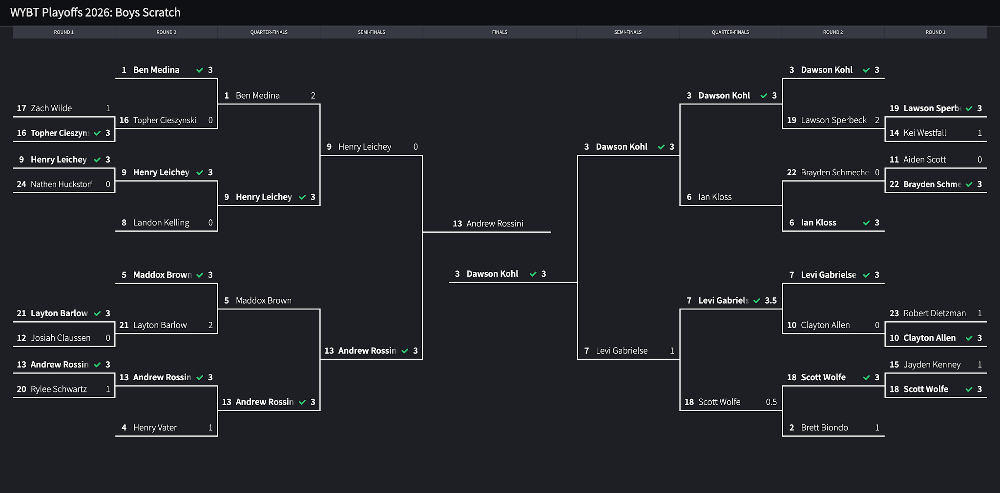 WYBT Playoffs 2026: Boys Scratch
ROUND 1 ROUND 2 QUARTER-FINALS SEMI-FINALS FINALS SEMI-FINALS QUARTER-FINALS ROUND 2 ROUND 1
17 Zach Wilde 1
16 Topher Cieszyns ✓ 3
9 Henry Leichey ✓ 3
24 Nathen Huckstorf 0
21 Layton Barlow ✓ 3
12 Josiah Claussen 0
13 Andrew Rossin ✓ 3
20 Rylee Schwartz 1
1 Ben Medina ✓ 3
16 Topher Cieszynski 0
9 Henry Leichey ✓ 3
8 Landon Kelling 0
5 Maddox Brown ✓ 3
21 Layton Barlow 2
13 Andrew Rossin ✓ 3
4 Henry Vater 1
1 Ben Medina 2
9 Henry Leichey ✓ 3
5 Maddox Brown
13 Andrew Rossin ✓ 3
9 Henry Leichey 0
13 Andrew Rossin ✓ 3
13 Andrew Rossini
3 Dawson Kohl ✓ 3
3 Dawson Kohl ✓ 3
7 Levi Gabrielse 1
3 Dawson Kohl ✓ 3
6 Ian Kloss
7 Levi Gabriels ✓ 3.5
18 Scott Wolfe 0.5
3 Dawson Kohl ✓ 3
19 Lawson Sperbeck 2
22 Brayden Schmeche 0
6 Ian Kloss ✓ 3
7 Levi Gabrielse ✓ 3
10 Clayton Allen 0
18 Scott Wolfe ✓ 3
2 Brett Biondo 1
19 Lawson Sperb ✓ 3
14 Kei Westfall 1
11 Aiden Scott 0
22 Brayden Schme ✓ 3
23 Robert Dietzman 1
10 Clayton Allen ✓ 3
15 Jayden Kenney 1
18 Scott Wolfe ✓ 3